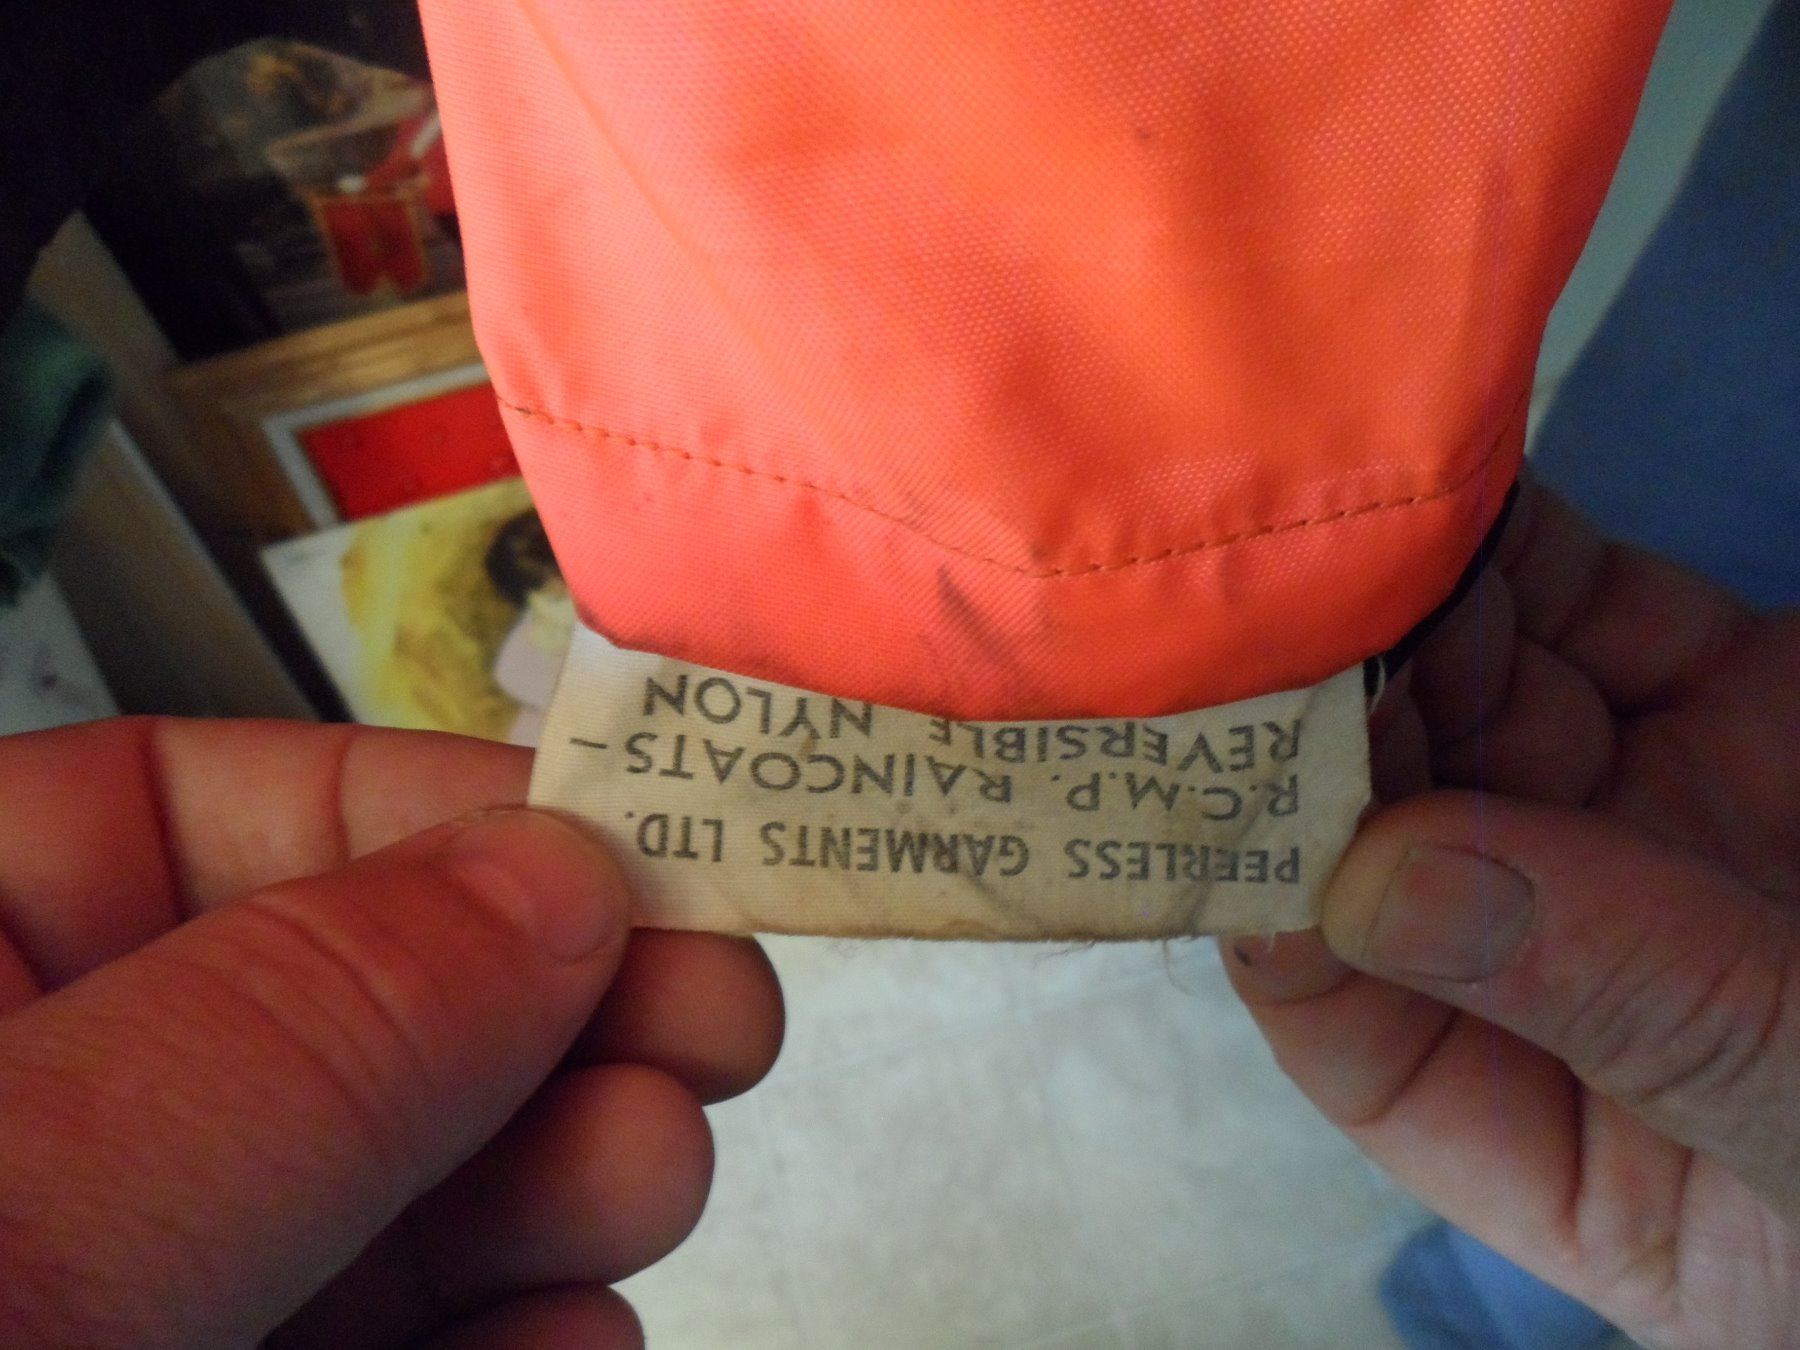 PEERLESS GARMENTS LTD.
R.C.M.P. RAINCOATS-
REVERSIBLE NYLON